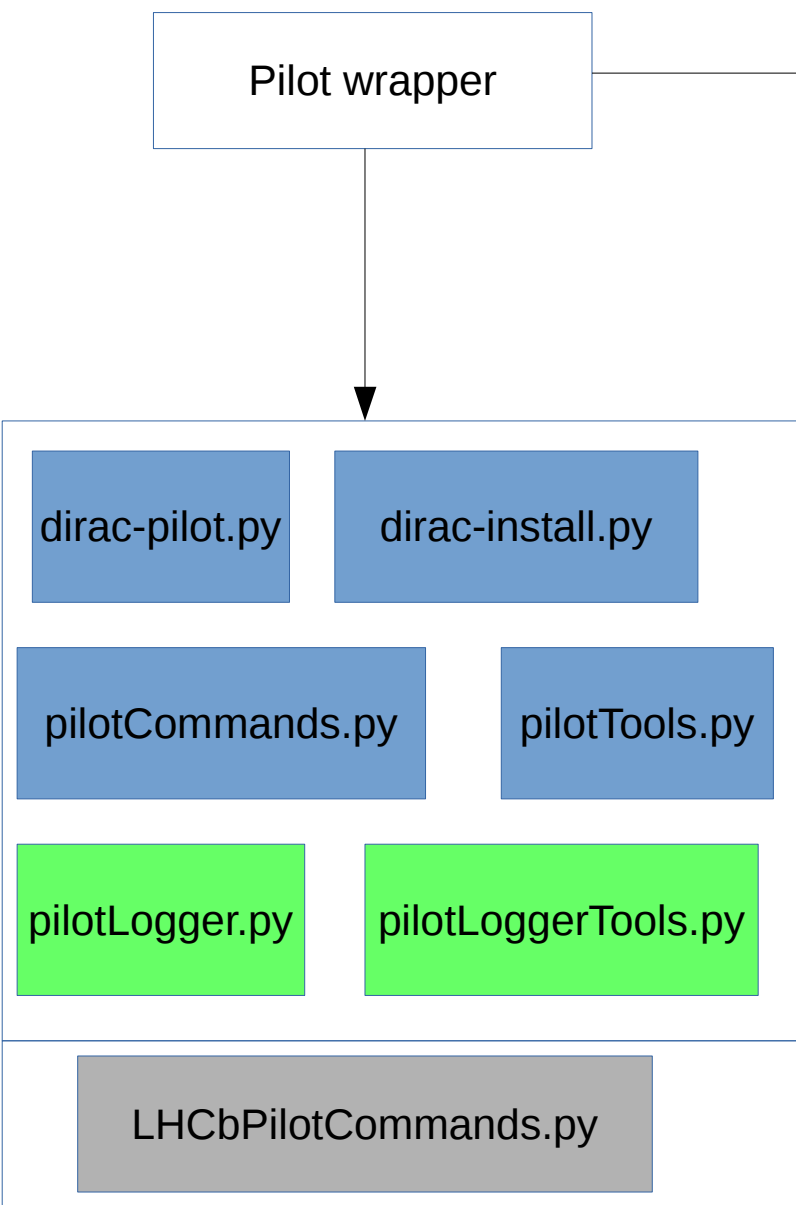 Pilot wrapper
dirac-pilot.py
dirac-install.py
pilotCommands.py
pilotTools.py
pilotLogger.py
pilotLoggerTools.py
LHCbPilotCommands.py